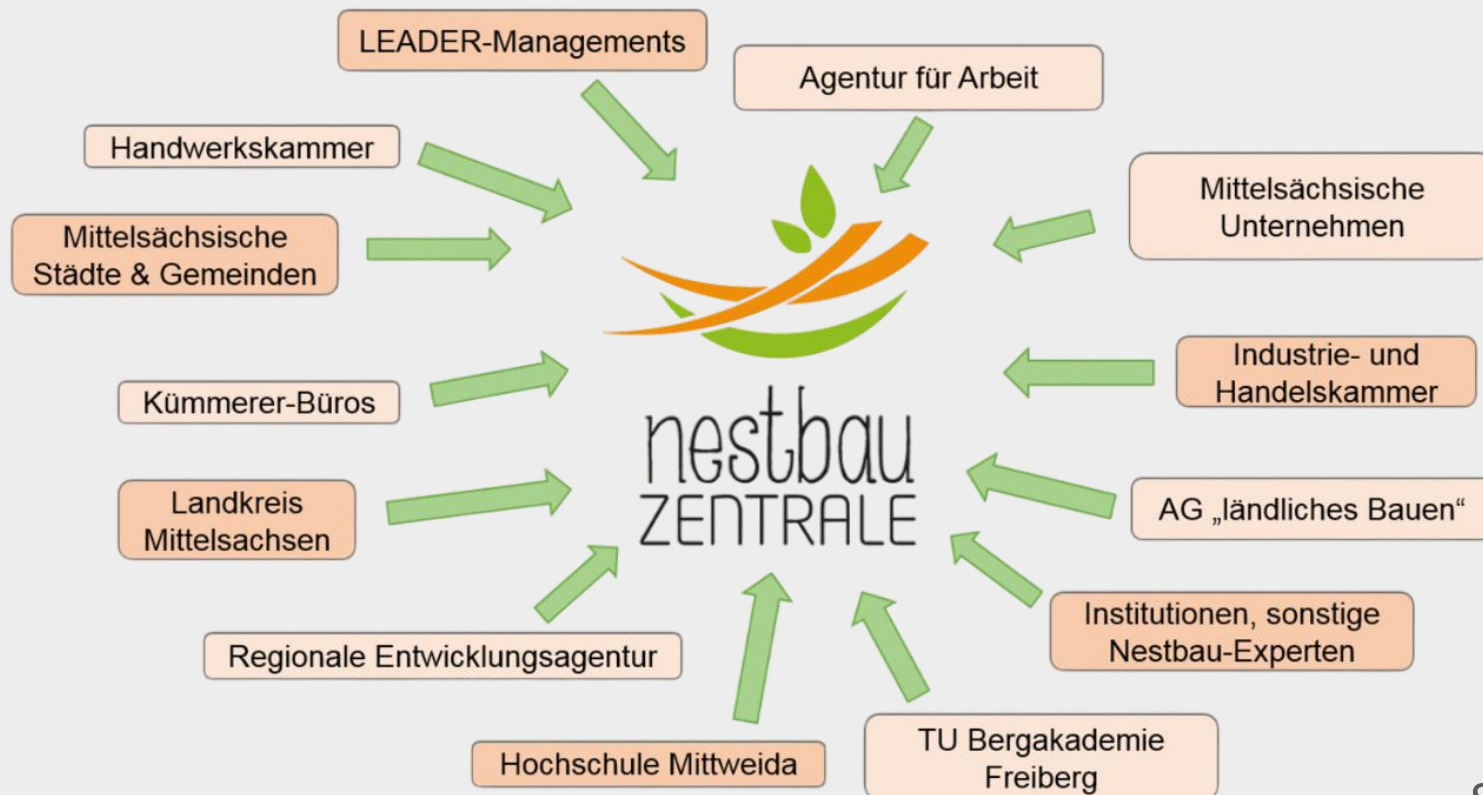 LEADER-Managements
Agentur für Arbeit
Handwerkskammer
Mittelsächsische
Unternehmen
Mittelsächsische
Städte & Gemeinden
Industrie- und
Handelskammer
Kümmerer-Büros
nestbau
ZENTRALE
Landkreis
Mittelsachsen
AG „ländliches Bauen“
Institutionen, sonstige
Nestbau-Experten
Regionale Entwicklungsagentur
Hochschule Mittweida
TU Bergakademie
Freiberg